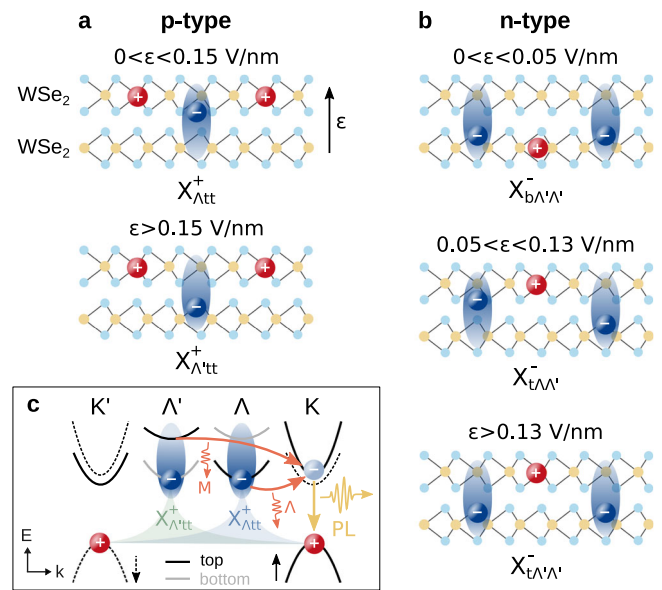 a p-type
0<ε<0.15 V/nm
WSe₂
WSe₂
ε
+ − +
X⁺Λtt
ε>0.15 V/nm
+ − +
X⁺Λ'tt
b n-type
0<ε<0.05 V/nm
− + −
X⁻bΛ'Λ'
0.05<ε<0.13 V/nm
− + −
X⁻tΛΛ'
ε>0.13 V/nm
− + −
X⁻tΛ'Λ'
c K' Λ' Λ K
− − −
M Λ PL
X⁺Λ'tt X⁺Λtt
+ +
E
k
top
bottom